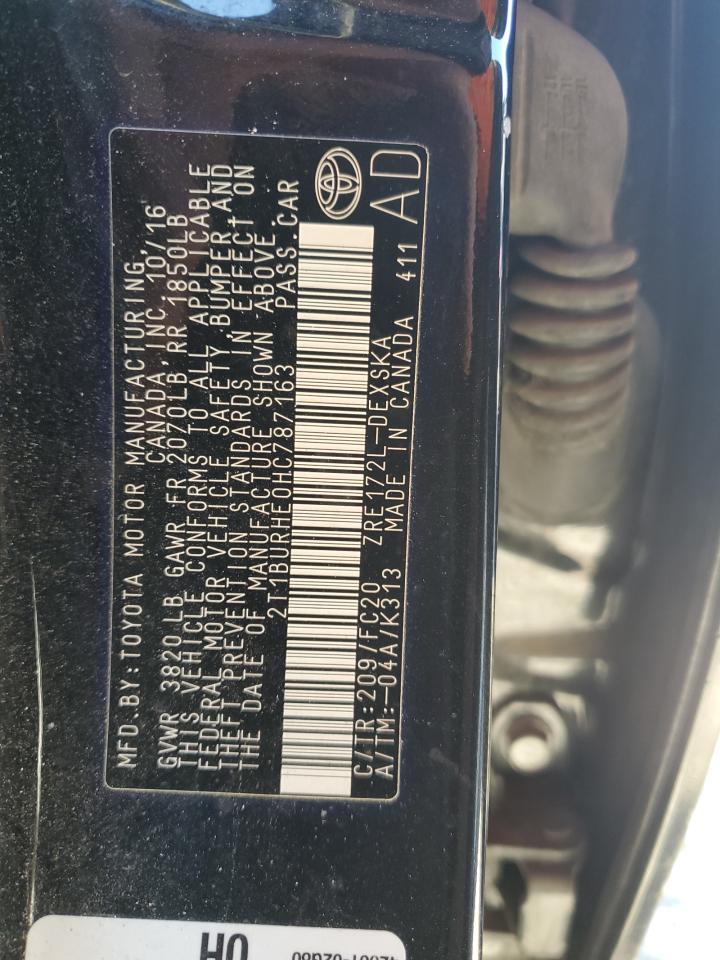 MFD.BY:TOYOTA MOTOR MANUFACTURING
CANADA, INC. 10/16
GVWR 3820LB GAWR FR 2070LB RR 1850LB
THIS VEHICLE CONFORMS TO ALL APPLICABLE
FEDERAL MOTOR VEHICLE SAFETY, BUMPER AND
THEFT PREVENTION STANDARDS IN EFFECT ON
THE DATE OF MANUFACTURE SHOWN ABOVE.
2T1BURHE0HC787163 PASS.CAR
C/TR:209/FC20 ZRE172L-DEXSKA
A/TM:-04A/K313 MADE IN CANADA 411 AD